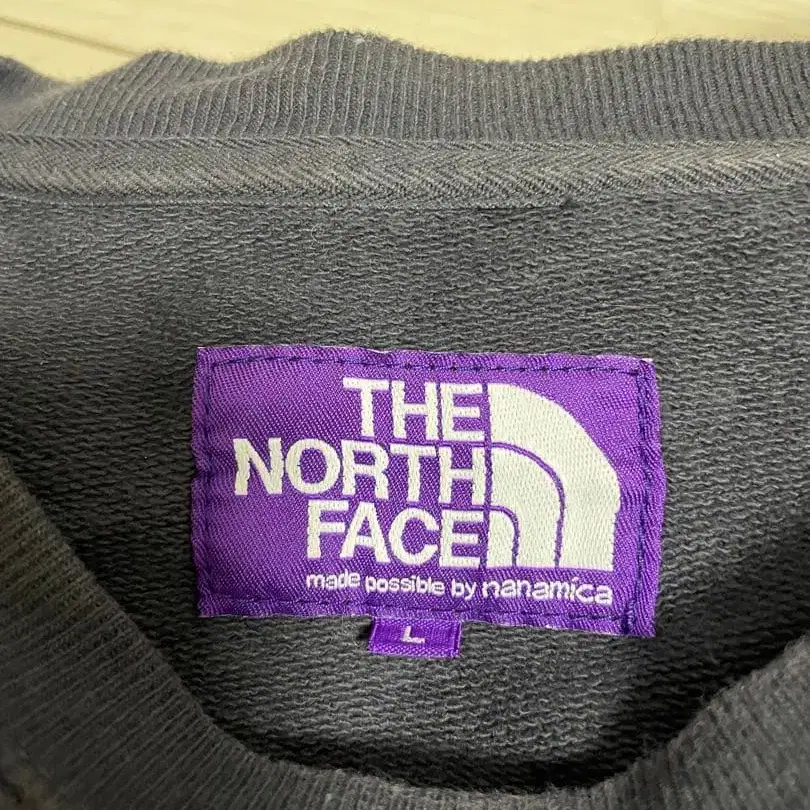 THE
NORTH
FACE
made possible by nanamica
L